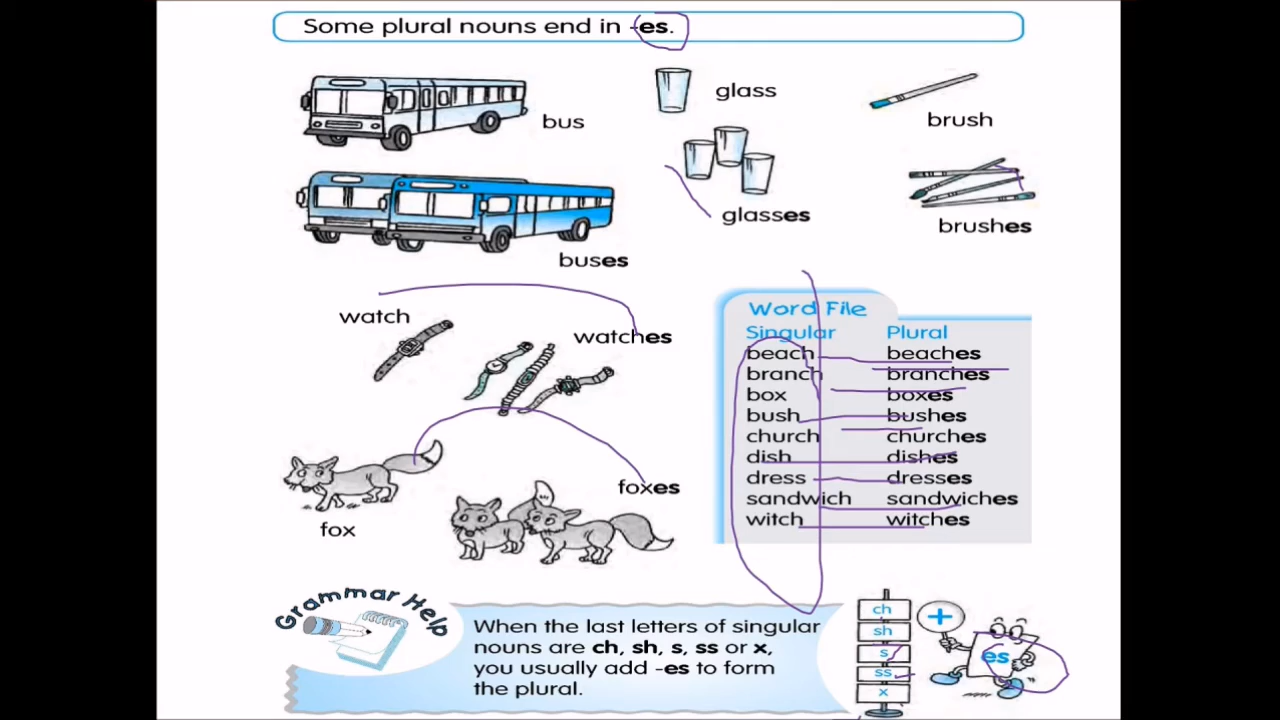 Some plural nouns end in -es.
bus
glass
brush
buses
glasses
brushes
watch
watches
fox
foxes
Word File
Singular Plural
beach beaches
branch branches
box boxes
bush bushes
church churches
dish dishes
dress dresses
sandwich sandwiches
witch witches
Grammar Help
When the last letters of singular
nouns are ch, sh, s, ss or x,
you usually add -es to form
the plural.
ch
sh
s
ss
x
+
es